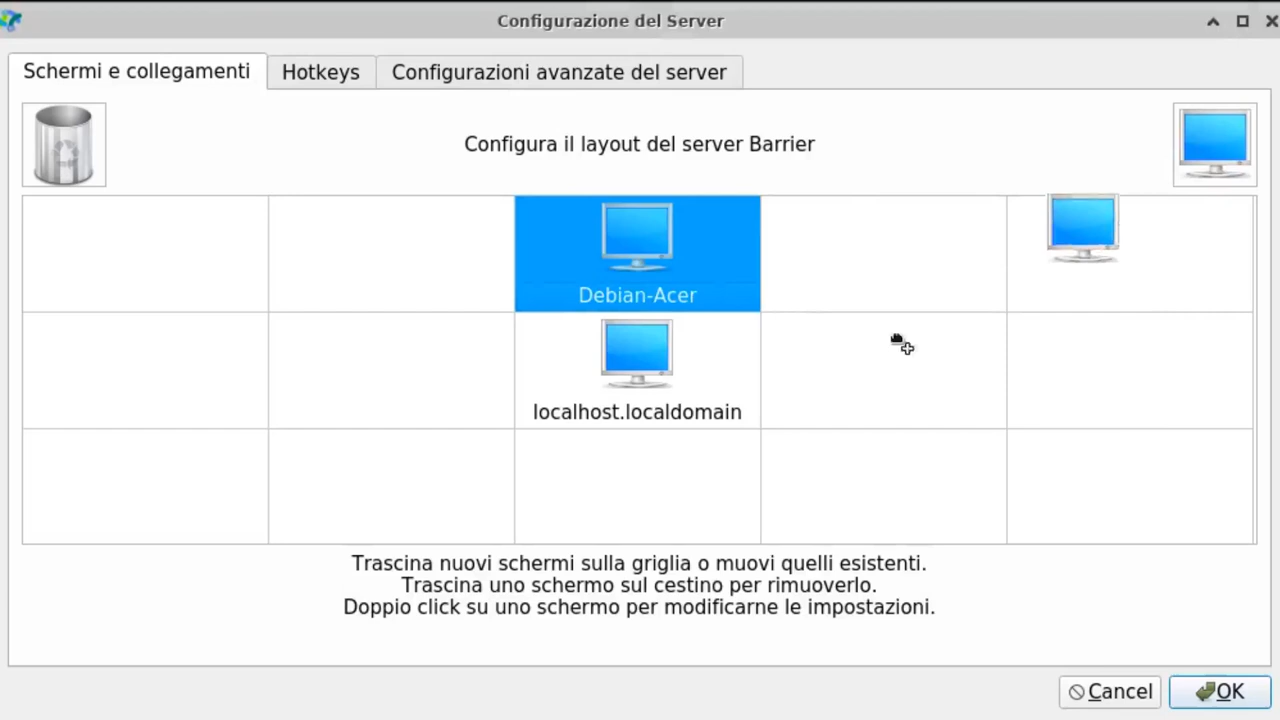 Configurazione del Server
Schermi e collegamenti
Hotkeys
Configurazioni avanzate del server
Configura il layout del server Barrier
Debian-Acer
localhost.localdomain
Trascina nuovi schermi sulla griglia o muovi quelli esistenti.
Trascina uno schermo sul cestino per rimuoverlo.
Doppio click su uno schermo per modificarne le impostazioni.
Cancel
OK